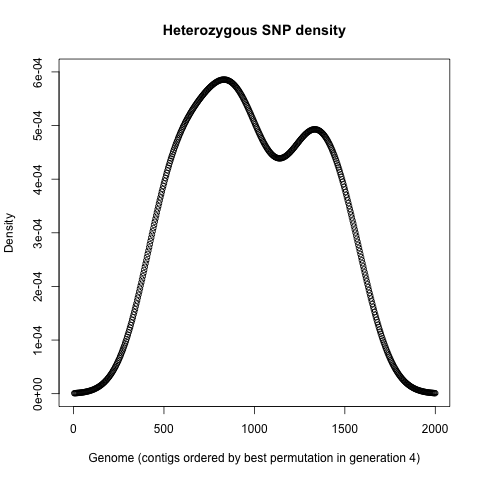 Heterozygous SNP density
6e-04
5e-04
4e-04
3e-04
2e-04
1e-04
0e+00
Density
0 500 1000 1500 2000
Genome (contigs ordered by best permutation in generation 4)